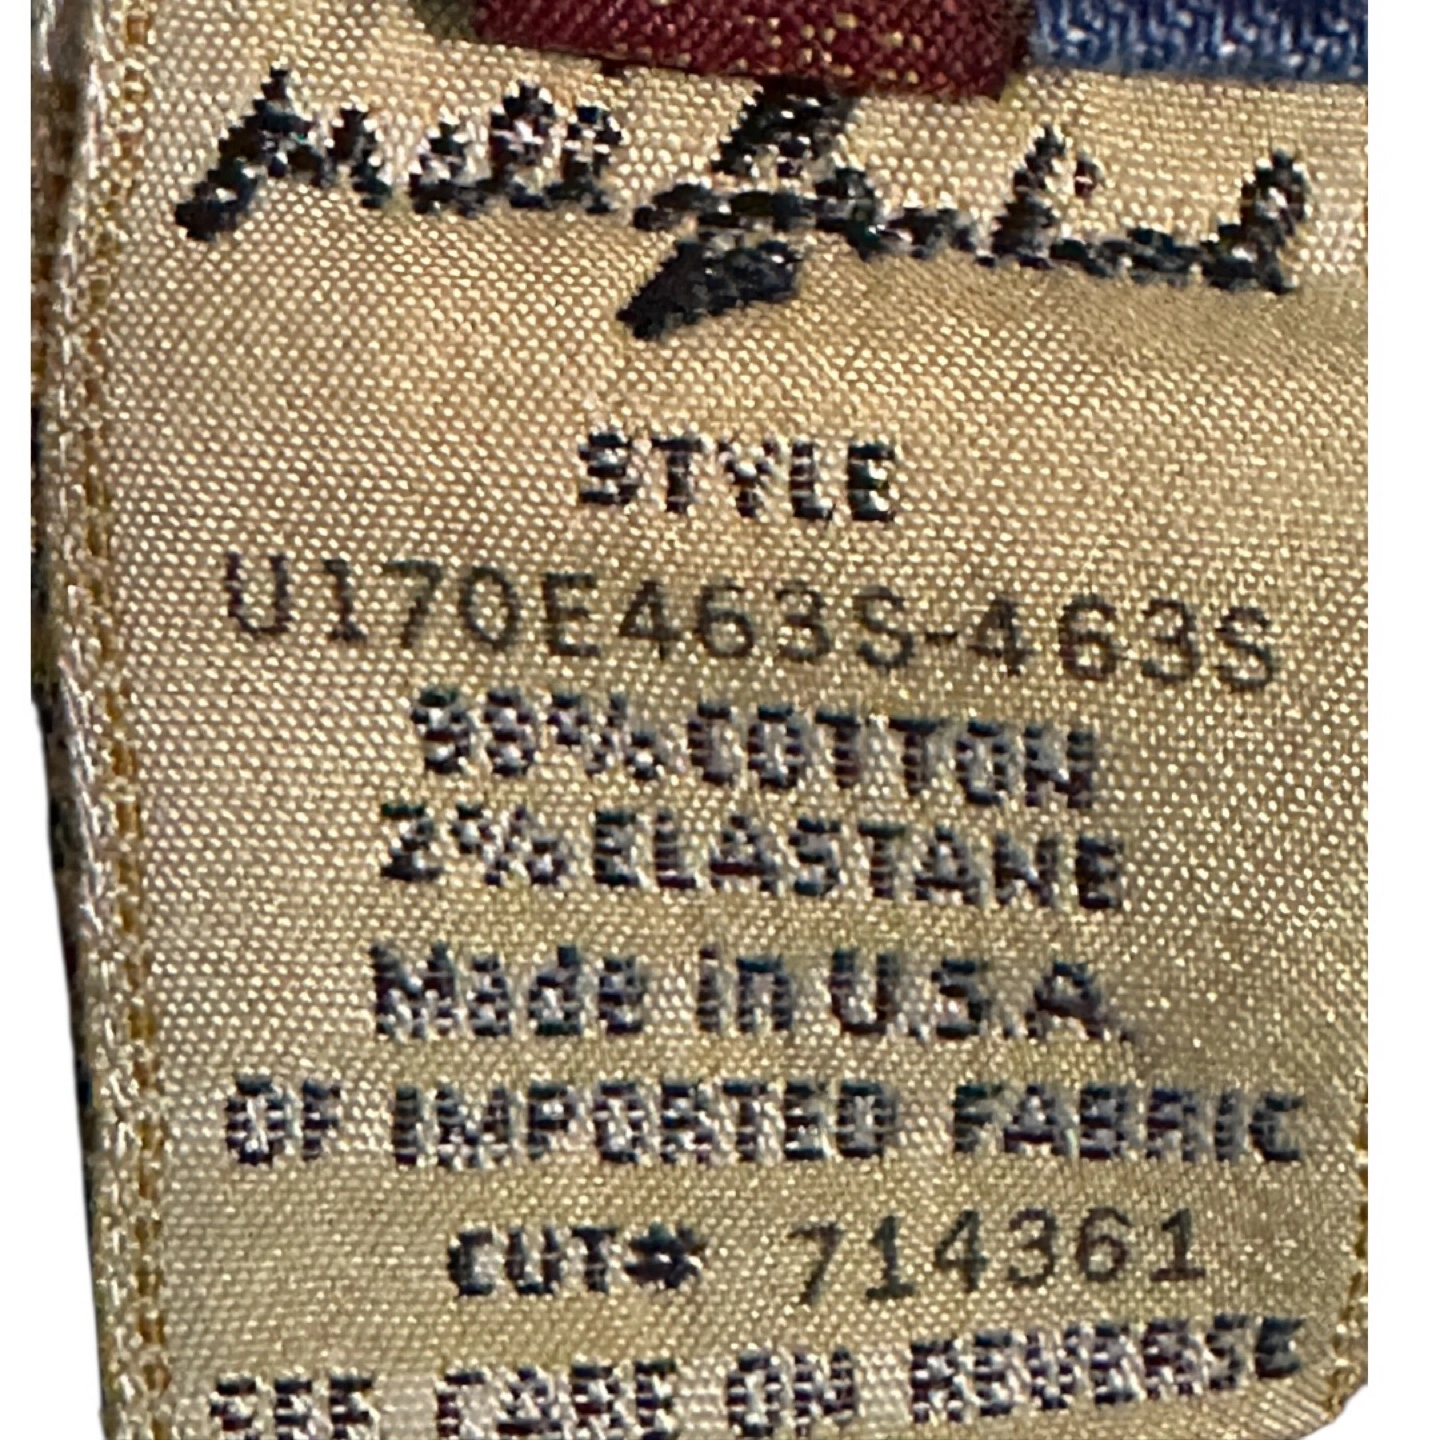 STYLE
U170E463S-463S
98% COTTON
2% ELASTANE
Made in U.S.A.
OF IMPORTED FABRIC
CUT# 714361
SEE CARE ON REVERSE